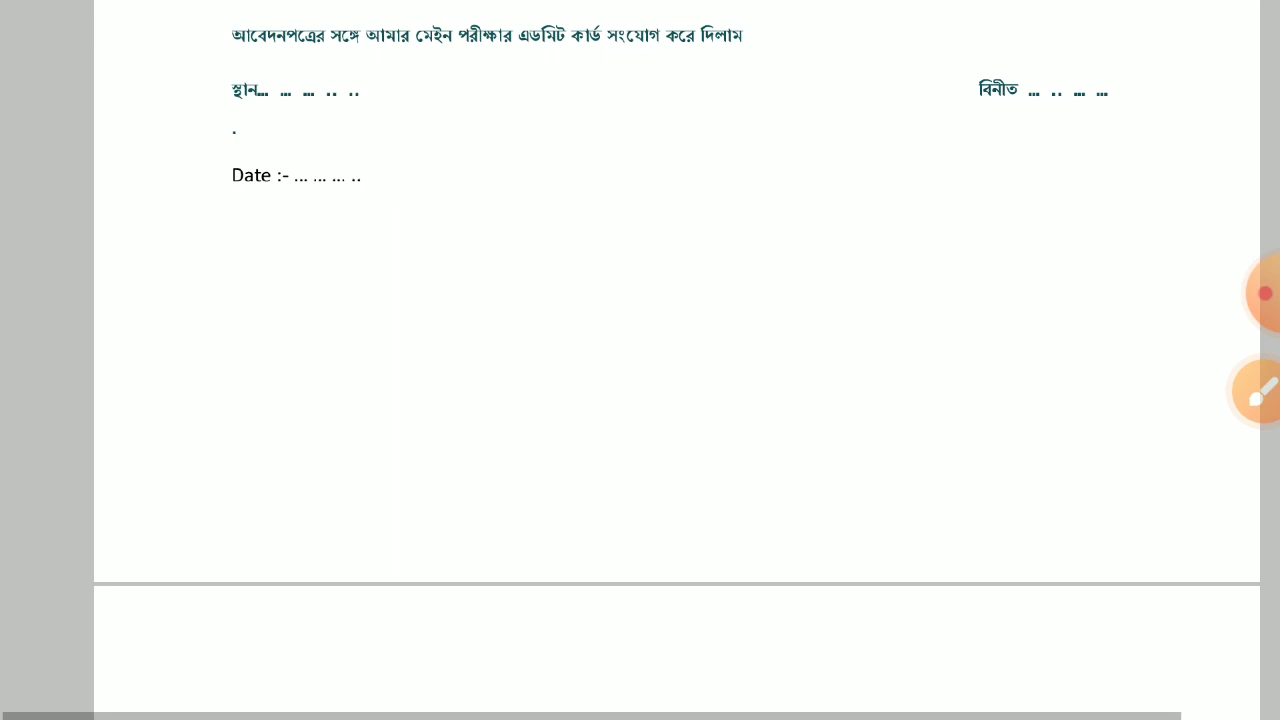 আবেদনপত্রের সঙ্গে আমার মেইন পরীক্ষার এডমিট কার্ড সংযোগ করে দিলাম
স্থান... ... ... .. .. বিনীত ... .. ... ...
.
Date :- ... ... ... ..